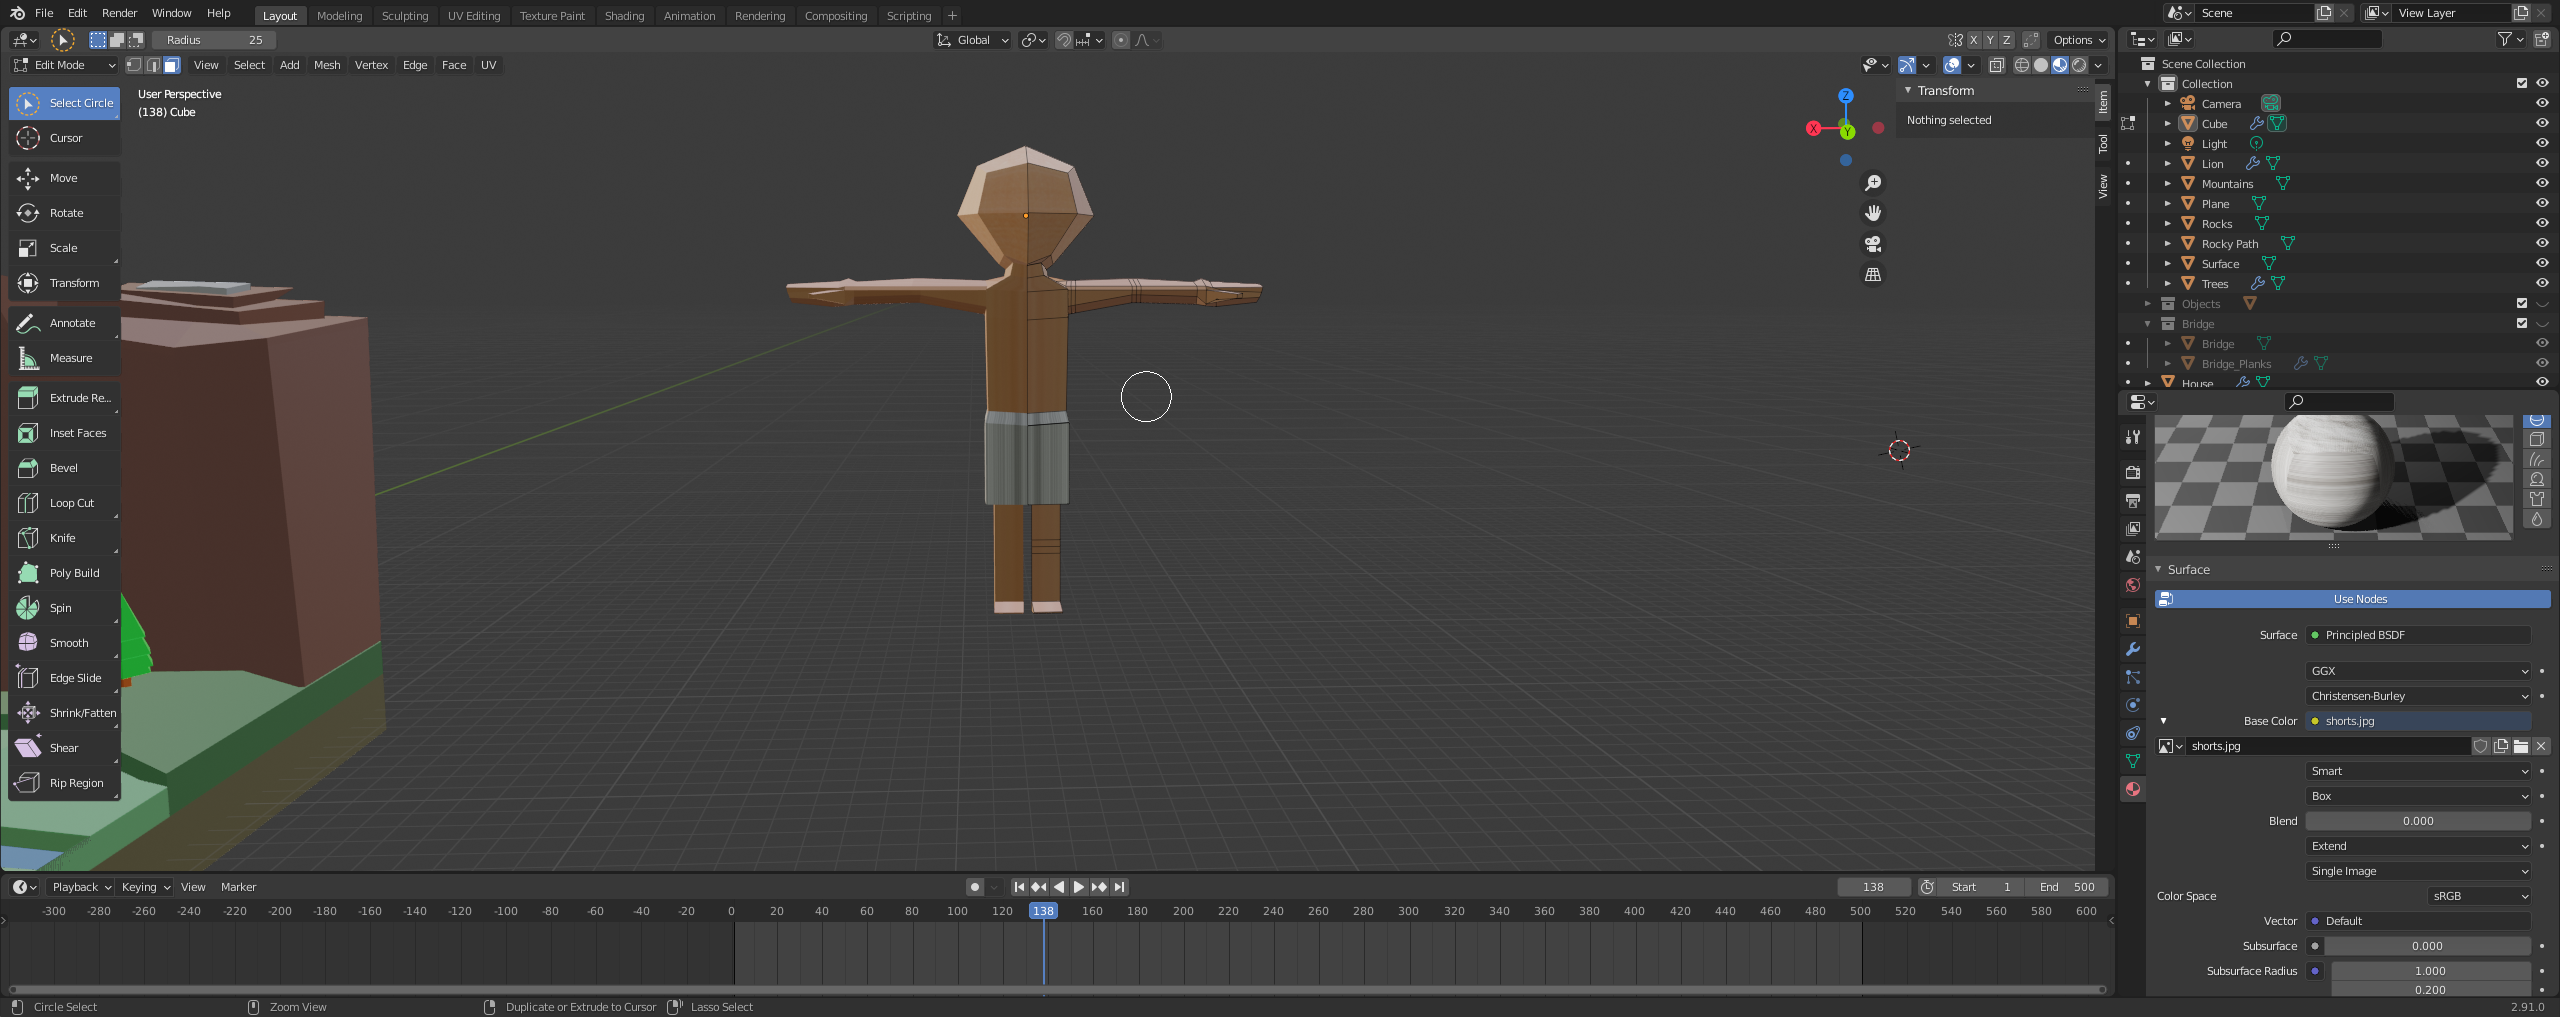 File Edit Render Window Help Layout Modeling Sculpting UV Editing Texture Paint Shading Animation Rendering Compositing Scripting + Scene View Layer
Radius 25 Global X Y Z Options
Edit Mode View Select Add Mesh Vertex Edge Face UV
User Perspective
(138) Cube
Select Circle
Cursor
Move
Rotate
Scale
Transform
Annotate
Measure
Extrude Re...
Inset Faces
Bevel
Loop Cut
Knife
Poly Build
Spin
Smooth
Edge Slide
Shrink/Fatten
Shear
Rip Region
Z
X
Y
Transform
Nothing selected
Item
Tool
View
Scene Collection
Collection
Camera
Cube
Light
Lion
Mountains
Plane
Rocks
Rocky Path
Surface
Trees
Objects
Bridge
Bridge
Bridge_Planks
House
Surface
Use Nodes
Surface Principled BSDF
GGX
Christensen-Burley
Base Color shorts.jpg
shorts.jpg
Smart
Box
Blend 0.000
Extend
Single Image
Color Space sRGB
Vector Default
Subsurface 0.000
Subsurface Radius 1.000
0.200
Playback Keying View Marker 138 Start 1 End 500
-300 -280 -260 -240 -220 -200 -180 -160 -140 -120 -100 -80 -60 -40 -20 0 20 40 60 80 100 120 138 160 180 200 220 240 260 280 300 320 340 360 380 400 420 440 460 480 500 520 540 560 580 600
Circle Select Zoom View Duplicate or Extrude to Cursor Lasso Select 2.91.0